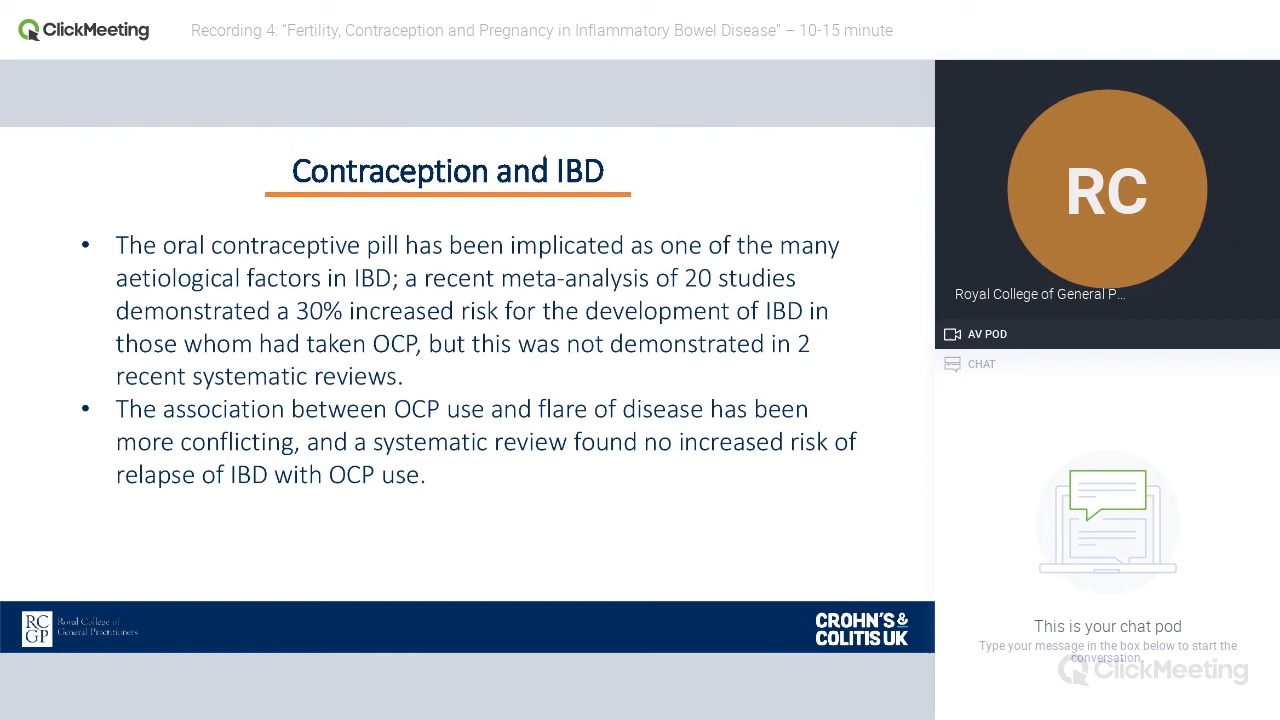 ClickMeeting
Recording 4: "Fertility, Contraception and Pregnancy in Inflammatory Bowel Disease" – 10-15 minute
Contraception and IBD
• The oral contraceptive pill has been implicated as one of the many
aetiological factors in IBD; a recent meta-analysis of 20 studies
demonstrated a 30% increased risk for the development of IBD in
those whom had taken OCP, but this was not demonstrated in 2
recent systematic reviews.
• The association between OCP use and flare of disease has been
more conflicting, and a systematic review found no increased risk of
relapse of IBD with OCP use.
RC
GP
Royal College of
General Practitioners
CROHN'S &
COLITIS UK
RC
Royal College of General P...
AV POD
CHAT
This is your chat pod
Type your message in the box below to start the
conversation.
ClickMeeting